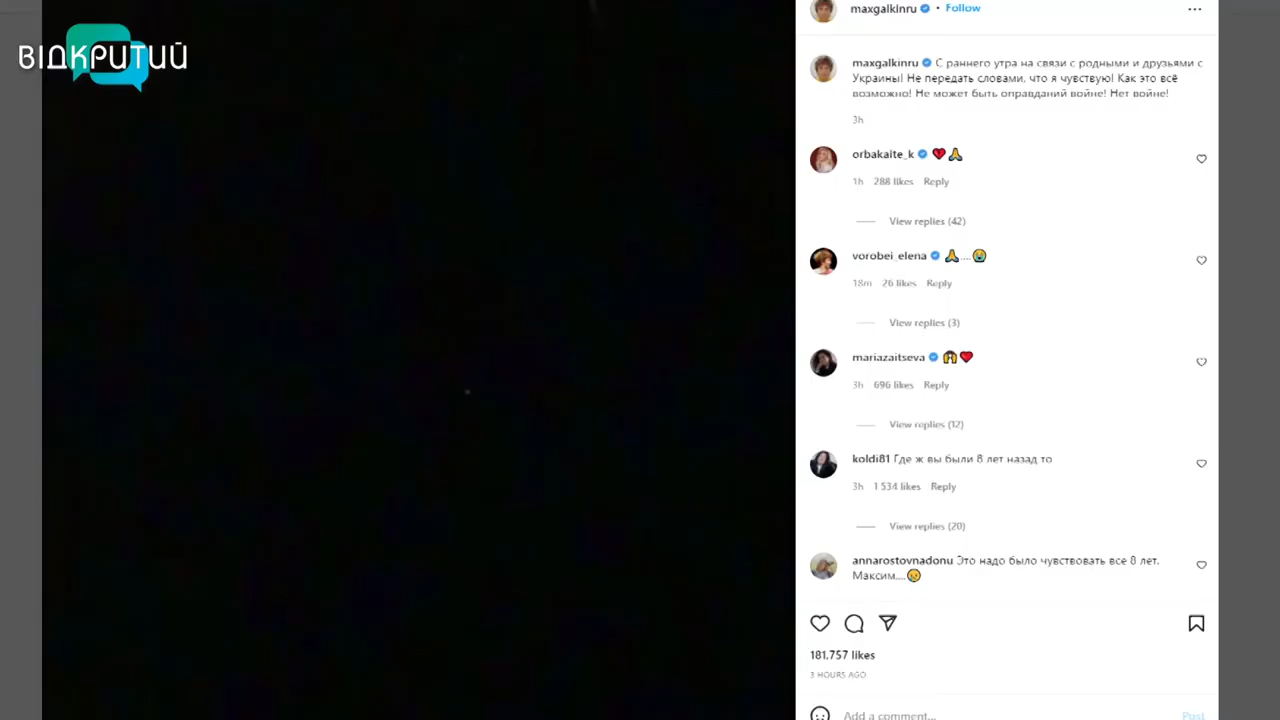 ВІДКРИТИЙ
maxgalkinru • Follow
maxgalkinru С раннего утра на связи с родными и друзьями с
Украины! Не передать словами, что я чувствую! Как это всё
возможно! Не может быть оправданий войне! Нет войне!
3h
orbakaite_k 💔🙏
1h 288 likes Reply
View replies (42)
vorobei_elena 🙏....😭
18m 26 likes Reply
View replies (3)
mariazaitseva 🙌❤️
3h 696 likes Reply
View replies (12)
koldi81 Где ж вы были 8 лет назад то
3h 1 534 likes Reply
View replies (20)
annarostovnadonu Это надо было чувствовать все 8 лет.
Максим....😢
181,757 likes
3 HOURS AGO
Add a comment... Post